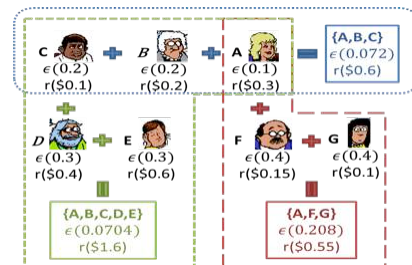 C B A {A,B,C}
ϵ(0.2) ϵ(0.2) ϵ(0.1) ϵ(0.072)
r($0.1) r($0.2) r($0.3) r($0.6)
D E F G
ϵ(0.3) ϵ(0.3) ϵ(0.4) ϵ(0.4)
r($0.4) r($0.6) r($0.15) r($0.1)
{A,B,C,D,E} {A,F,G}
ϵ(0.0704) ϵ(0.208)
r($1.6) r($0.55)